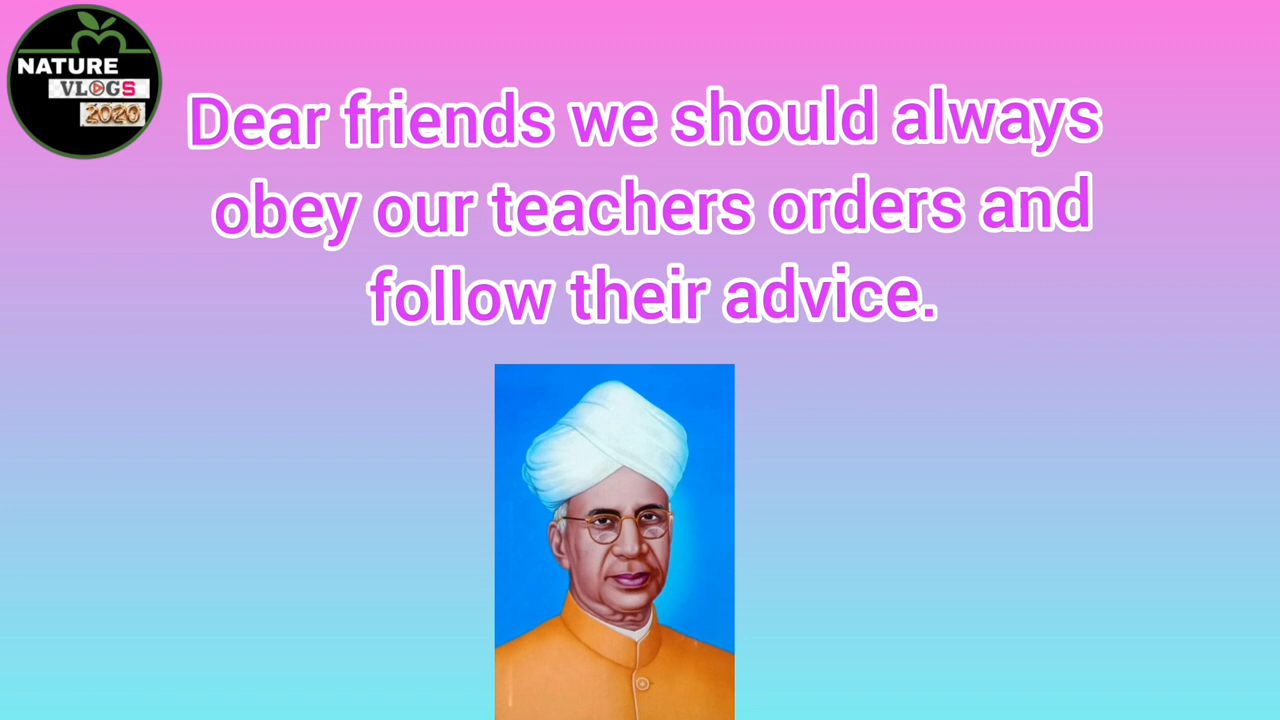 NATURE
VLOGS
2020
Dear friends we should always
obey our teachers orders and
follow their advice.